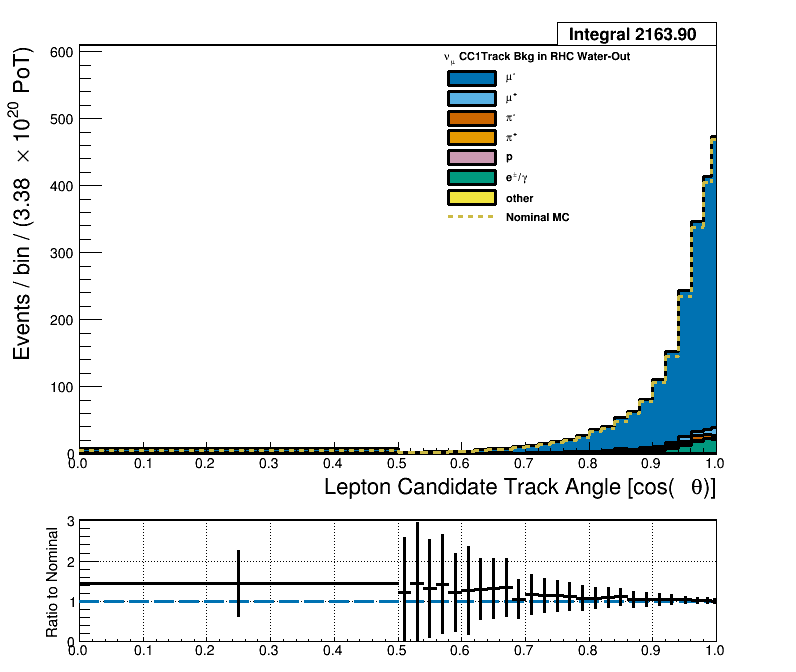 Integral 2163.90
ν_μ CC1Track Bkg in RHC Water-Out
μ⁻
μ⁺
π⁻
π⁺
p
e±/γ
other
Nominal MC
Events / bin / (3.38 × 10²⁰ PoT)
600
500
400
300
200
100
0
0.0 0.1 0.2 0.3 0.4 0.5 0.6 0.7 0.8 0.9 1.0
Lepton Candidate Track Angle [cos( θ)]
Ratio to Nominal
3
2
1
0
0.0 0.1 0.2 0.3 0.4 0.5 0.6 0.7 0.8 0.9 1.0